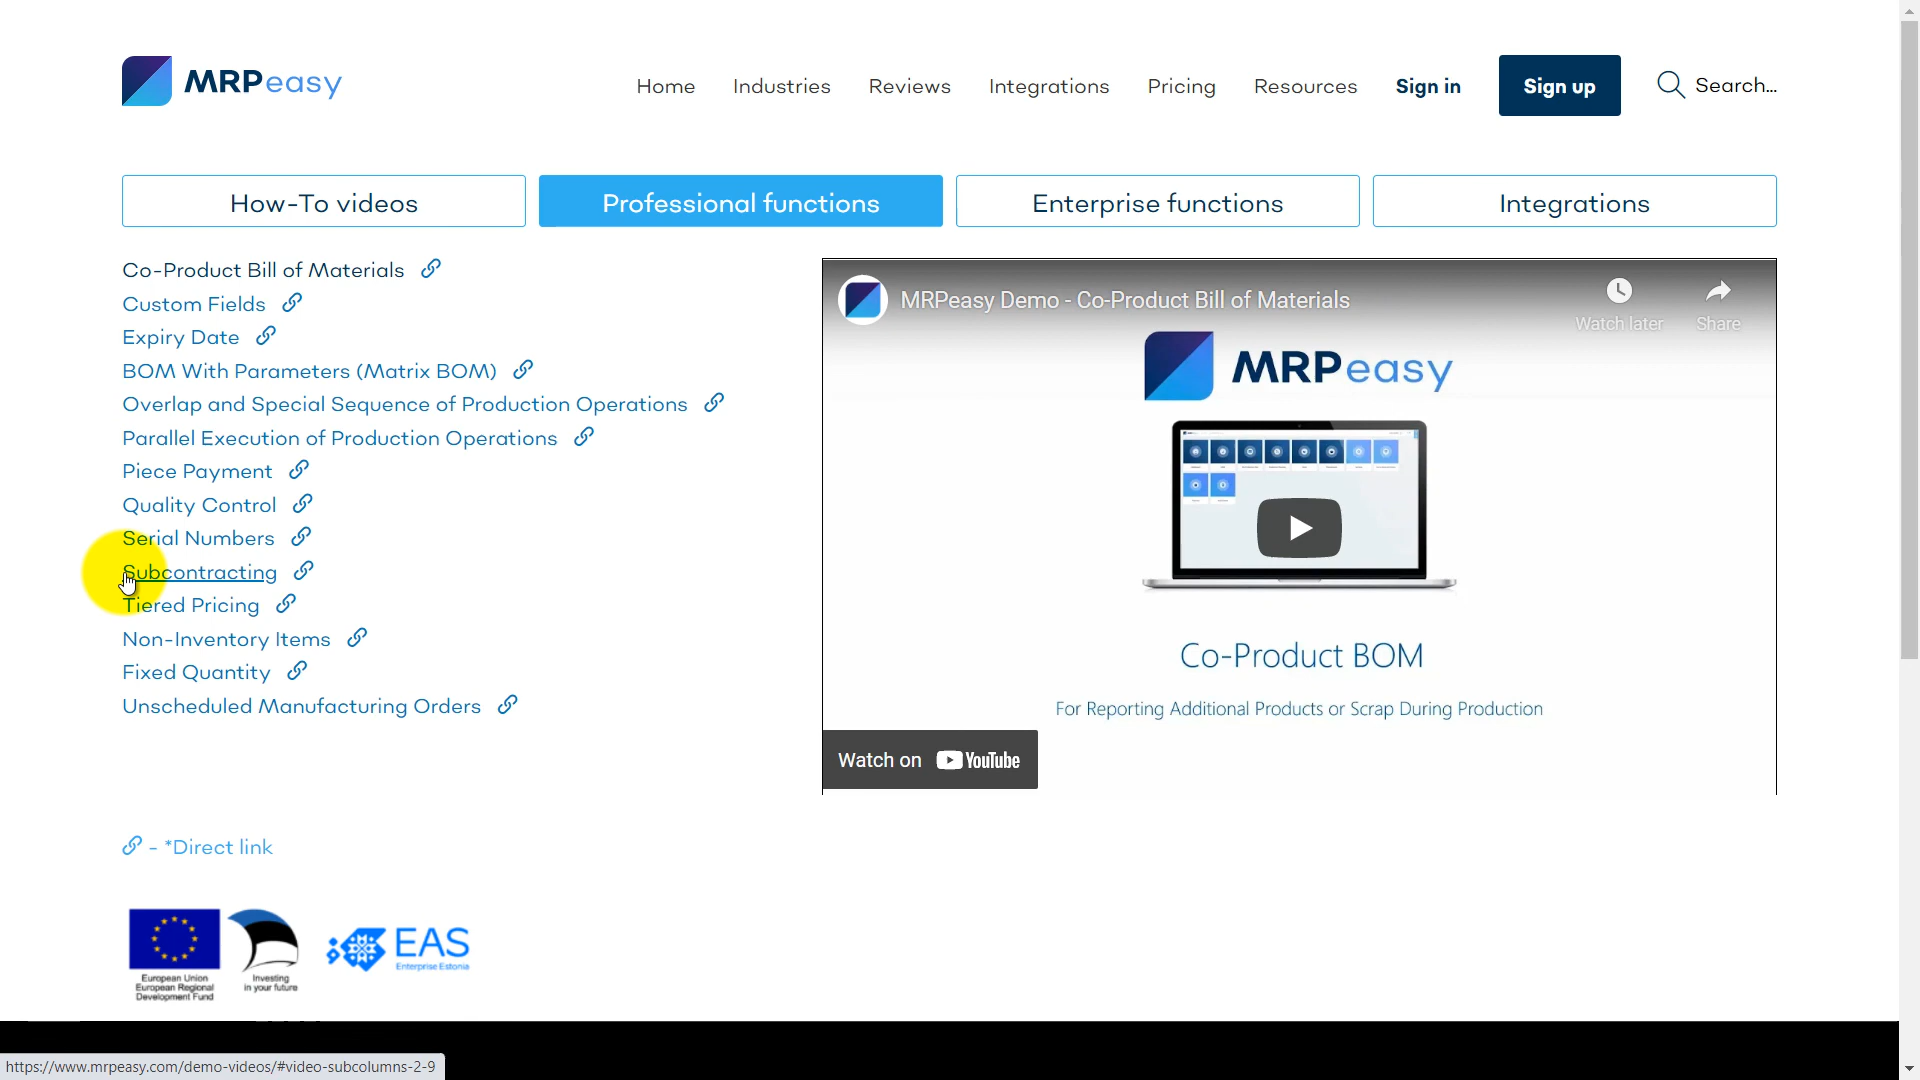 MRPeasy
Home Industries Reviews Integrations Pricing Resources Sign in Sign up Search...
How-To videos Professional functions Enterprise functions Integrations
Co-Product Bill of Materials
Custom Fields
Expiry Date
BOM With Parameters (Matrix BOM)
Overlap and Special Sequence of Production Operations
Parallel Execution of Production Operations
Piece Payment
Quality Control
Serial Numbers
Subcontracting
Tiered Pricing
Non-Inventory Items
Fixed Quantity
Unscheduled Manufacturing Orders
MRPeasy Demo - Co-Product Bill of Materials
Watch later Share
MRPeasy
Co-Product BOM
For Reporting Additional Products or Scrap During Production
Watch on YouTube
- *Direct link
European Union
European Regional
Development Fund
Investing
in your future
EAS
Enterprise Estonia
https://www.mrpeasy.com/demo-videos/#video-subcolumns-2-9